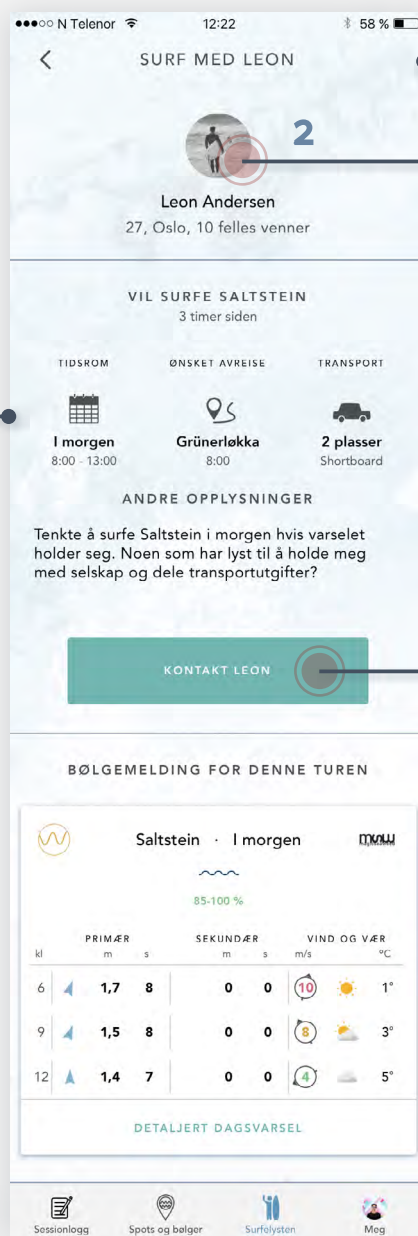 N Telenor 12:22 58 %
SURF MED LEON
2
Leon Andersen
27, Oslo, 10 felles venner
VIL SURFE SALTSTEIN
3 timer siden
TIDSROM ØNSKET AVREISE TRANSPORT
I morgen Grünerløkka 2 plasser
8:00 - 13:00 8:00 Shortboard
ANDRE OPPLYSNINGER
Tenkte å surfe Saltstein i morgen hvis varselet
holder seg. Noen som har lyst til å holde meg
med selskap og dele transportutgifter?
KONTAKT LEON
BØLGEMELDING FOR DENNE TUREN
Saltstein · I morgen
85-100 %
PRIMÆR SEKUNDÆR VIND OG VÆR
kl m s m s m/s °C
6 1,7 8 0 0 10 1°
9 1,5 8 0 0 8 3°
12 1,4 7 0 0 4 5°
DETALJERT DAGSVARSEL
Sessionlogg Spots og bølger Surfelysten Meg